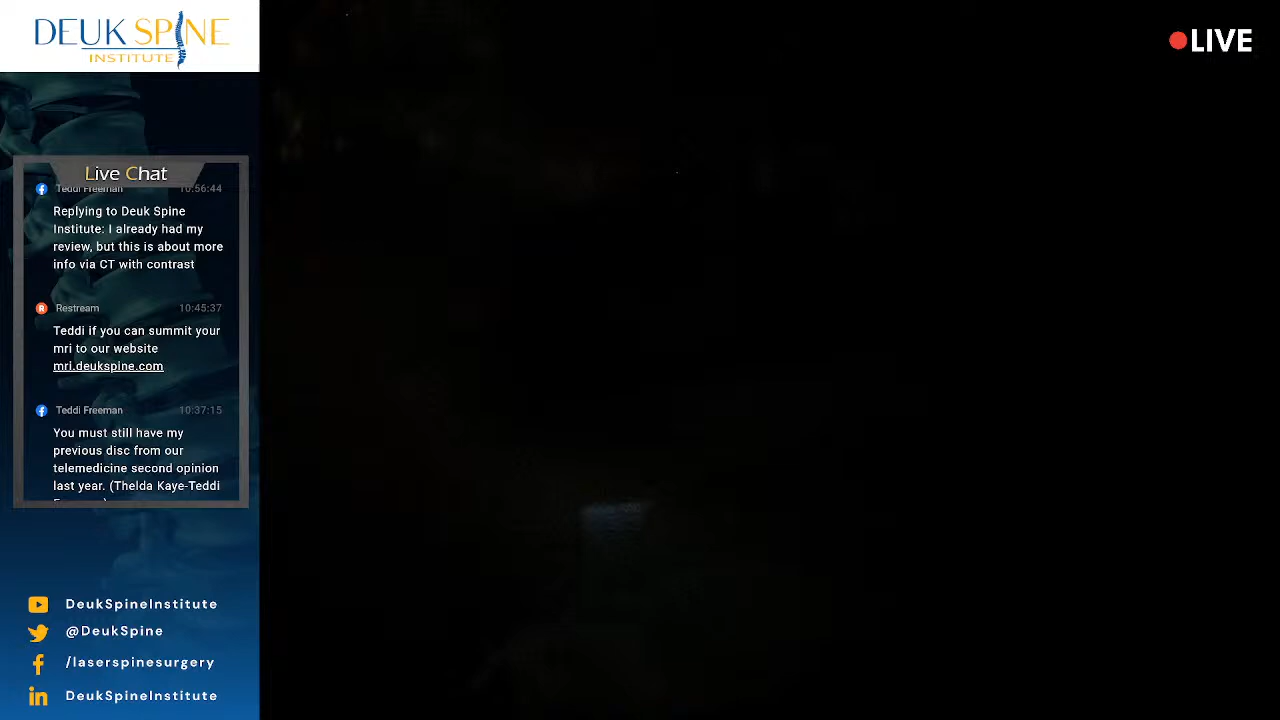 DEUK SPINE
INSTITUTE
LIVE
Live Chat
Teddi Freeman 10:56:44
Replying to Deuk Spine
Institute: I already had my
review, but this is about more
info via CT with contrast
Restream 10:45:37
Teddi if you can summit your
mri to our website
mri.deukspine.com
Teddi Freeman 10:37:15
You must still have my
previous disc from our
telemedicine second opinion
last year. (Thelda Kaye-Teddi
DeukSpineInstitute
@DeukSpine
/laserspinesurgery
DeukSpineInstitute